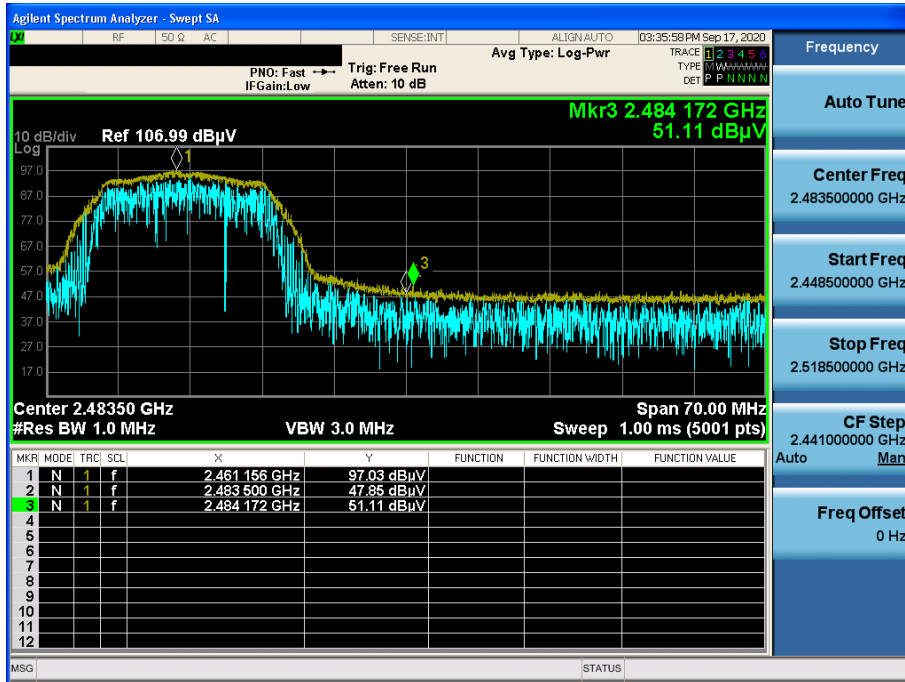 Agilent Spectrum Analyzer - Swept SA
LXI RF 50 Ω AC SENSE:INT ALIGN AUTO 03:35:58 PM Sep 17, 2020
Frequency
PNO: Fast Trig: Free Run Avg Type: Log-Pwr TRACE 1 2 3 4 5 6
IFGain:Low Atten: 10 dB TYPE M W W W W W
DET P P N N N N
Auto Tune
Mkr3 2.484 172 GHz
51.11 dBµV
10 dB/div Ref 106.99 dBµV
Log
97.0
87.0
77.0
67.0
57.0
47.0
37.0
27.0
17.0
1
3
Center Freq
2.483500000 GHz
Start Freq
2.448500000 GHz
Stop Freq
2.518500000 GHz
Center 2.48350 GHz Span 70.00 MHz
#Res BW 1.0 MHz VBW 3.0 MHz Sweep 1.00 ms (5001 pts)
CF Step
2.441000000 GHz
Auto Man
Freq Offset
0 Hz
MKR MODE TRC SCL X Y FUNCTION FUNCTION WIDTH FUNCTION VALUE
1 N 1 f 2.461 156 GHz 97.03 dBµV
2 N 1 f 2.483 500 GHz 47.85 dBµV
3 N 1 f 2.484 172 GHz 51.11 dBµV
4
5
6
7
8
9
10
11
12
MSG STATUS